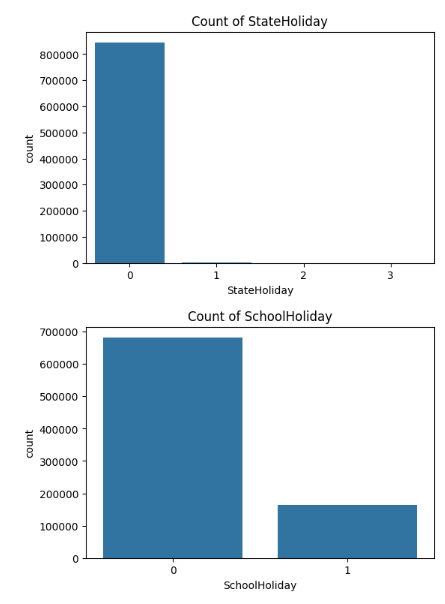 Count of StateHoliday
800000
700000
600000
500000
400000
300000
200000
100000
0
count
0 1 2 3
StateHoliday
Count of SchoolHoliday
700000
600000
500000
400000
300000
200000
100000
0
count
0 1
SchoolHoliday